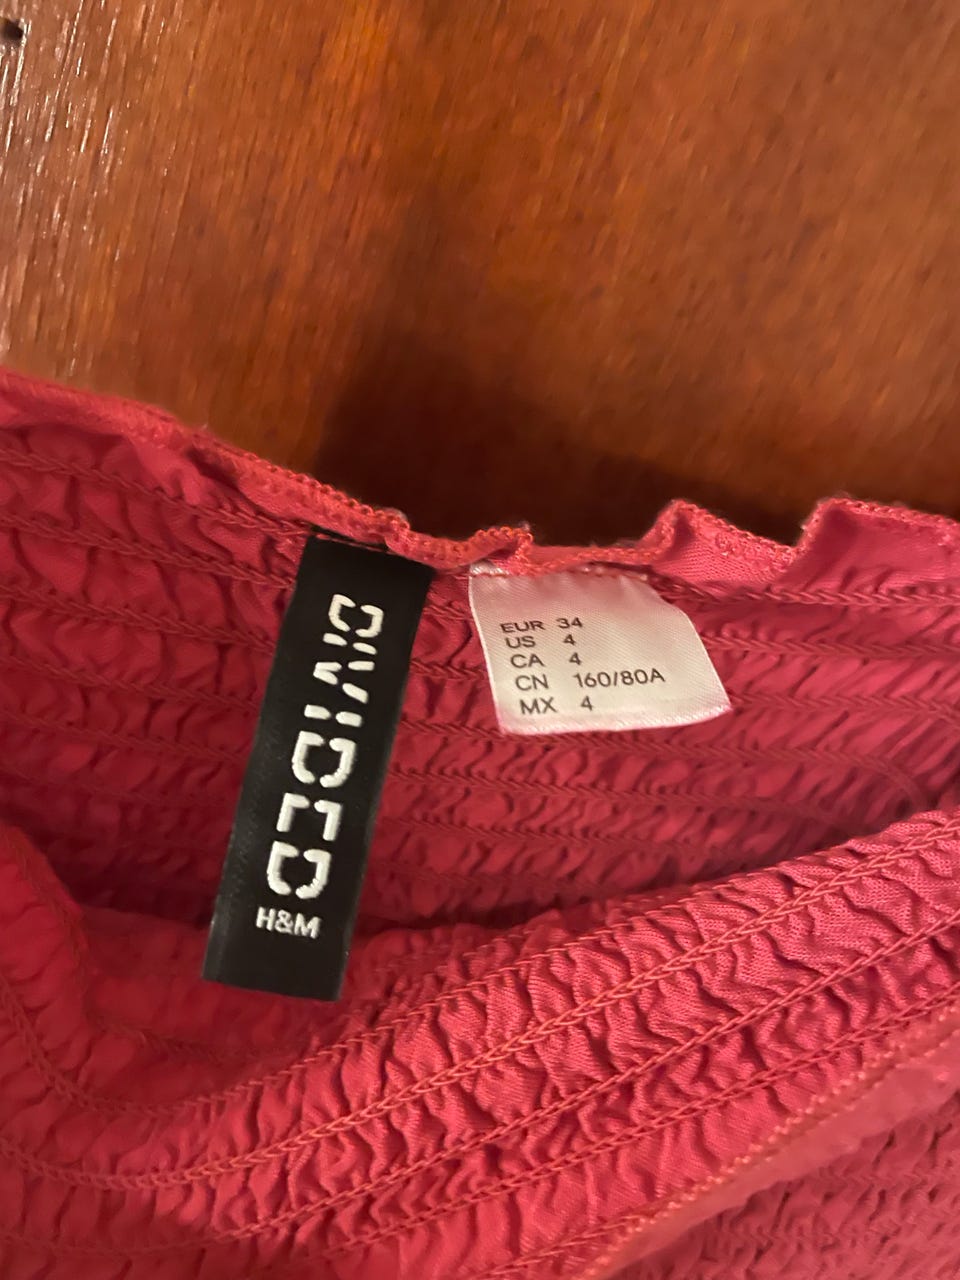 DIVIDED
H&M
EUR 34
US 4
CA 4
CN 160/80A
MX 4